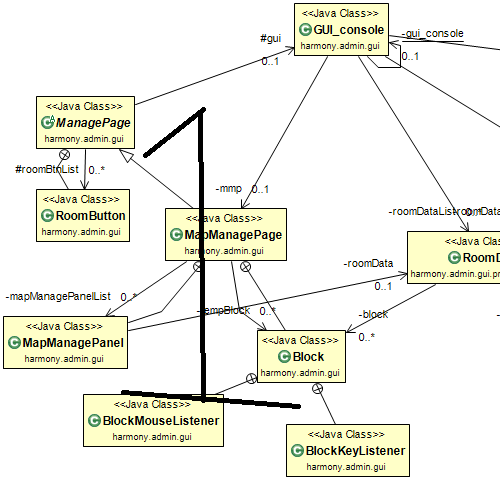 <<Java Class>>
GUI_console
harmony.admin.gui
-gui_console
0..1
#gui
0..1
<<Java Class>>
ManagePage
harmony.admin.gui
#roomBtnList
0..*
<<Java Class>>
RoomButton
harmony.admin.gui
-mmp
0..1
<<Java Class>>
MapManagePage
harmony.admin.gui
-roomDataList
<<Java Class>>
RoomD
harmony.admin.gui.pr
-roomData
0..1
-mapManagePanelList
0..*
<<Java Class>>
MapManagePanel
harmony.admin.gui
0..*
-block
0..*
<<Java Class>>
Block
harmony.admin.gui
<<Java Class>>
BlockMouseListener
harmony.admin.gui
<<Java Class>>
BlockKeyListener
harmony.admin.gui
1